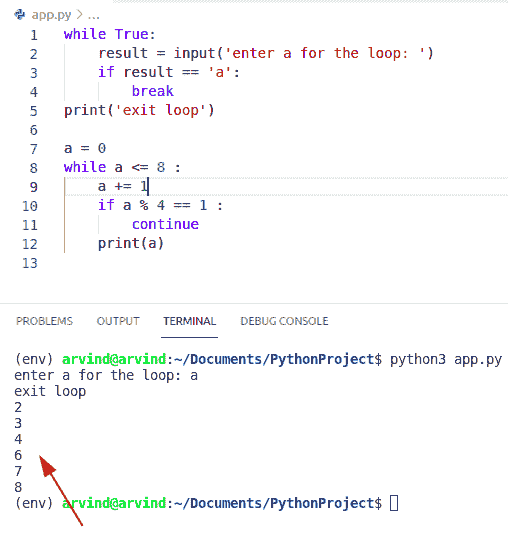 app.py > ...
1 while True:
2     result = input('enter a for the loop: ')
3     if result == 'a':
4         break
5 print('exit loop')
6
7 a = 0
8 while a <= 8 :
9     a += 1
10     if a % 4 == 1 :
11         continue
12     print(a)
13
PROBLEMS OUTPUT TERMINAL DEBUG CONSOLE
(env) arvind@arvind:~/Documents/PythonProject$ python3 app.py
enter a for the loop: a
exit loop
2
3
4
6
7
8
(env) arvind@arvind:~/Documents/PythonProject$